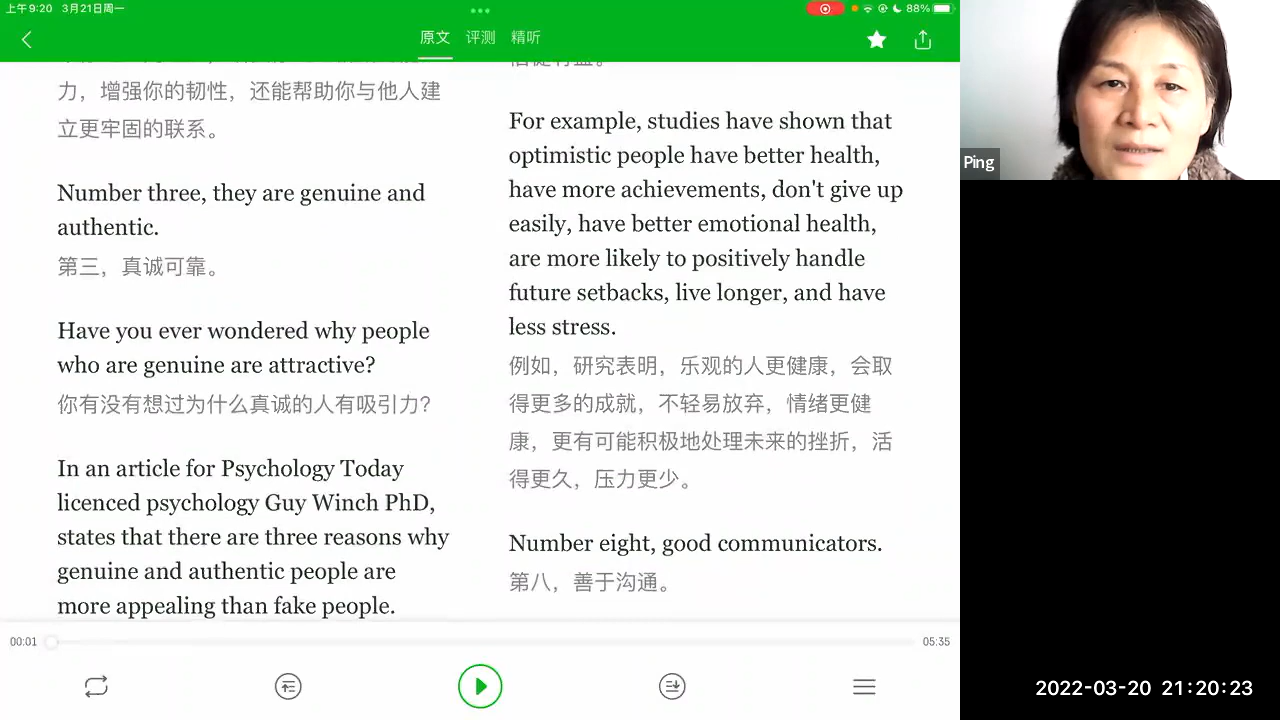 上午9:20 3月21日周一
88%
原文 评测 精听
力，增强你的韧性，还能帮助你与他人建
立更牢固的联系。
Number three, they are genuine and
authentic.
第三，真诚可靠。
Have you ever wondered why people
who are genuine are attractive?
你有没有想过为什么真诚的人有吸引力？
In an article for Psychology Today
licenced psychology Guy Winch PhD,
states that there are three reasons why
genuine and authentic people are
more appealing than fake people.
For example, studies have shown that
optimistic people have better health,
have more achievements, don't give up
easily, have better emotional health,
are more likely to positively handle
future setbacks, live longer, and have
less stress.
例如，研究表明，乐观的人更健康，会取
得更多的成就，不轻易放弃，情绪更健
康，更有可能积极地处理未来的挫折，活
得更久，压力更少。
Number eight, good communicators.
第八，善于沟通。
00:01
05:35
Ping
2022-03-20 21:20:23